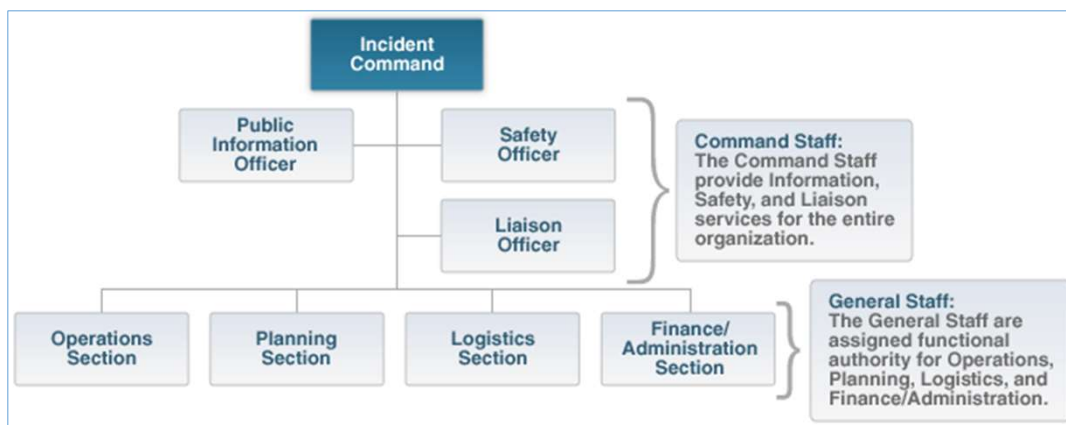 Incident
Command
Public
Information
Officer
Safety
Officer
Liaison
Officer
Command Staff:
The Command Staff
provide Information,
Safety, and Liaison
services for the entire
organization.
Operations
Section
Planning
Section
Logistics
Section
Finance/
Administration
Section
General Staff:
The General Staff are
assigned functional
authority for Operations,
Planning, Logistics, and
Finance/Administration.